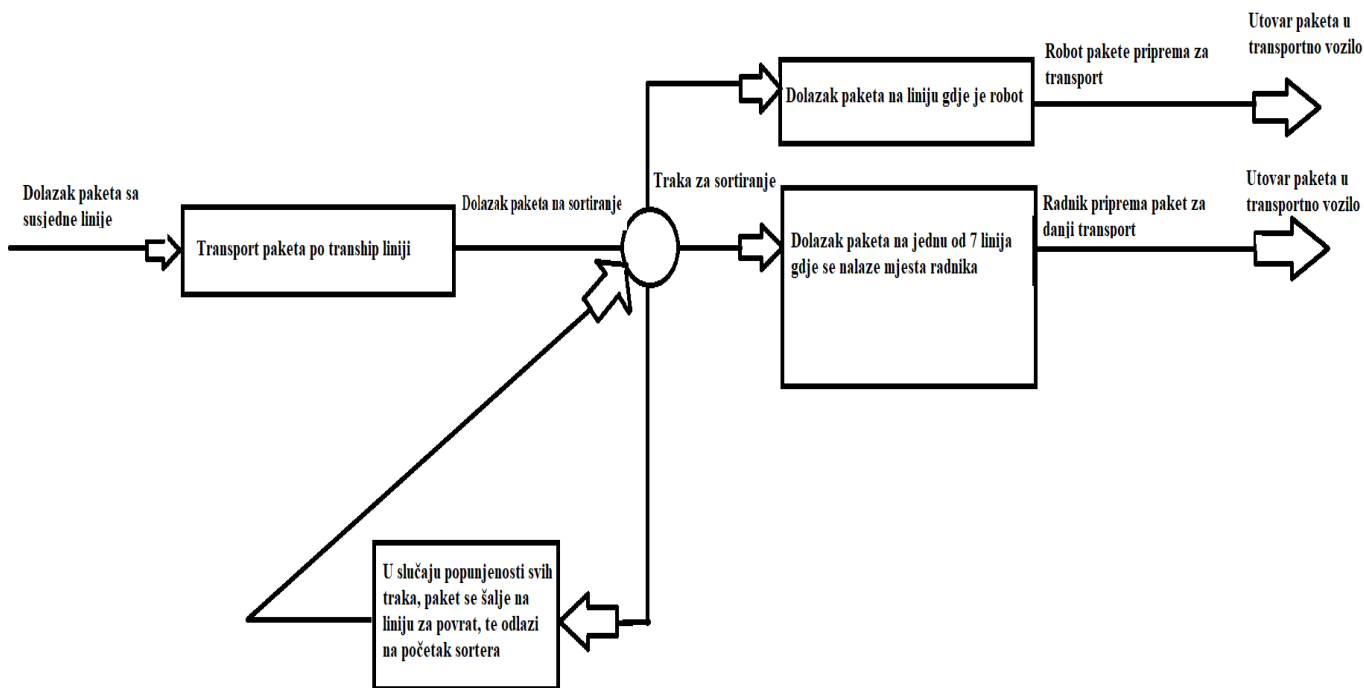 Dolazak paketa sa
susjedne linije
Transport paketa po tranship liniji
Dolazak paketa na sortiranje
Traka za sortiranje
Dolazak paketa na liniju gdje je robot
Robot pakete priprema za
transport
Utovar paketa u
transportno vozilo
Dolazak paketa na jednu od 7 linija
gdje se nalaze mjesta radnika
Radnik priprema paket za
danji transport
Utovar paketa u
transportno vozilo
U slučaju popunjenosti svih
traka, paket se šalje na
liniju za povrat, te odlazi
na početak sortera